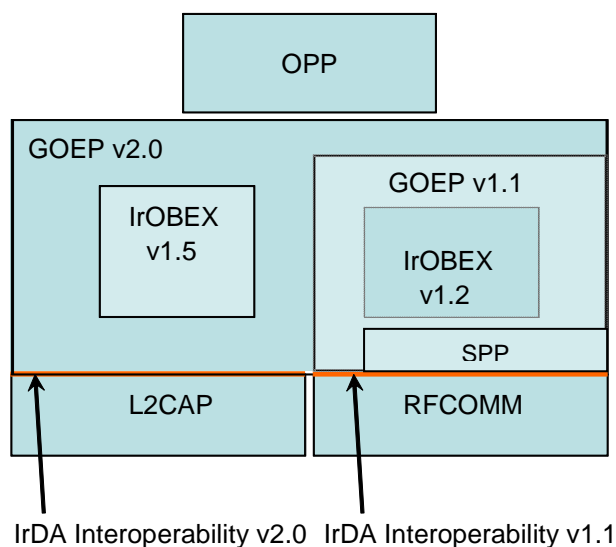 OPP
GOEP v2.0
GOEP v1.1
IrOBEX
v1.5
IrOBEX
v1.2
SPP
L2CAP
RFCOMM
IrDA Interoperability v2.0
IrDA Interoperability v1.1